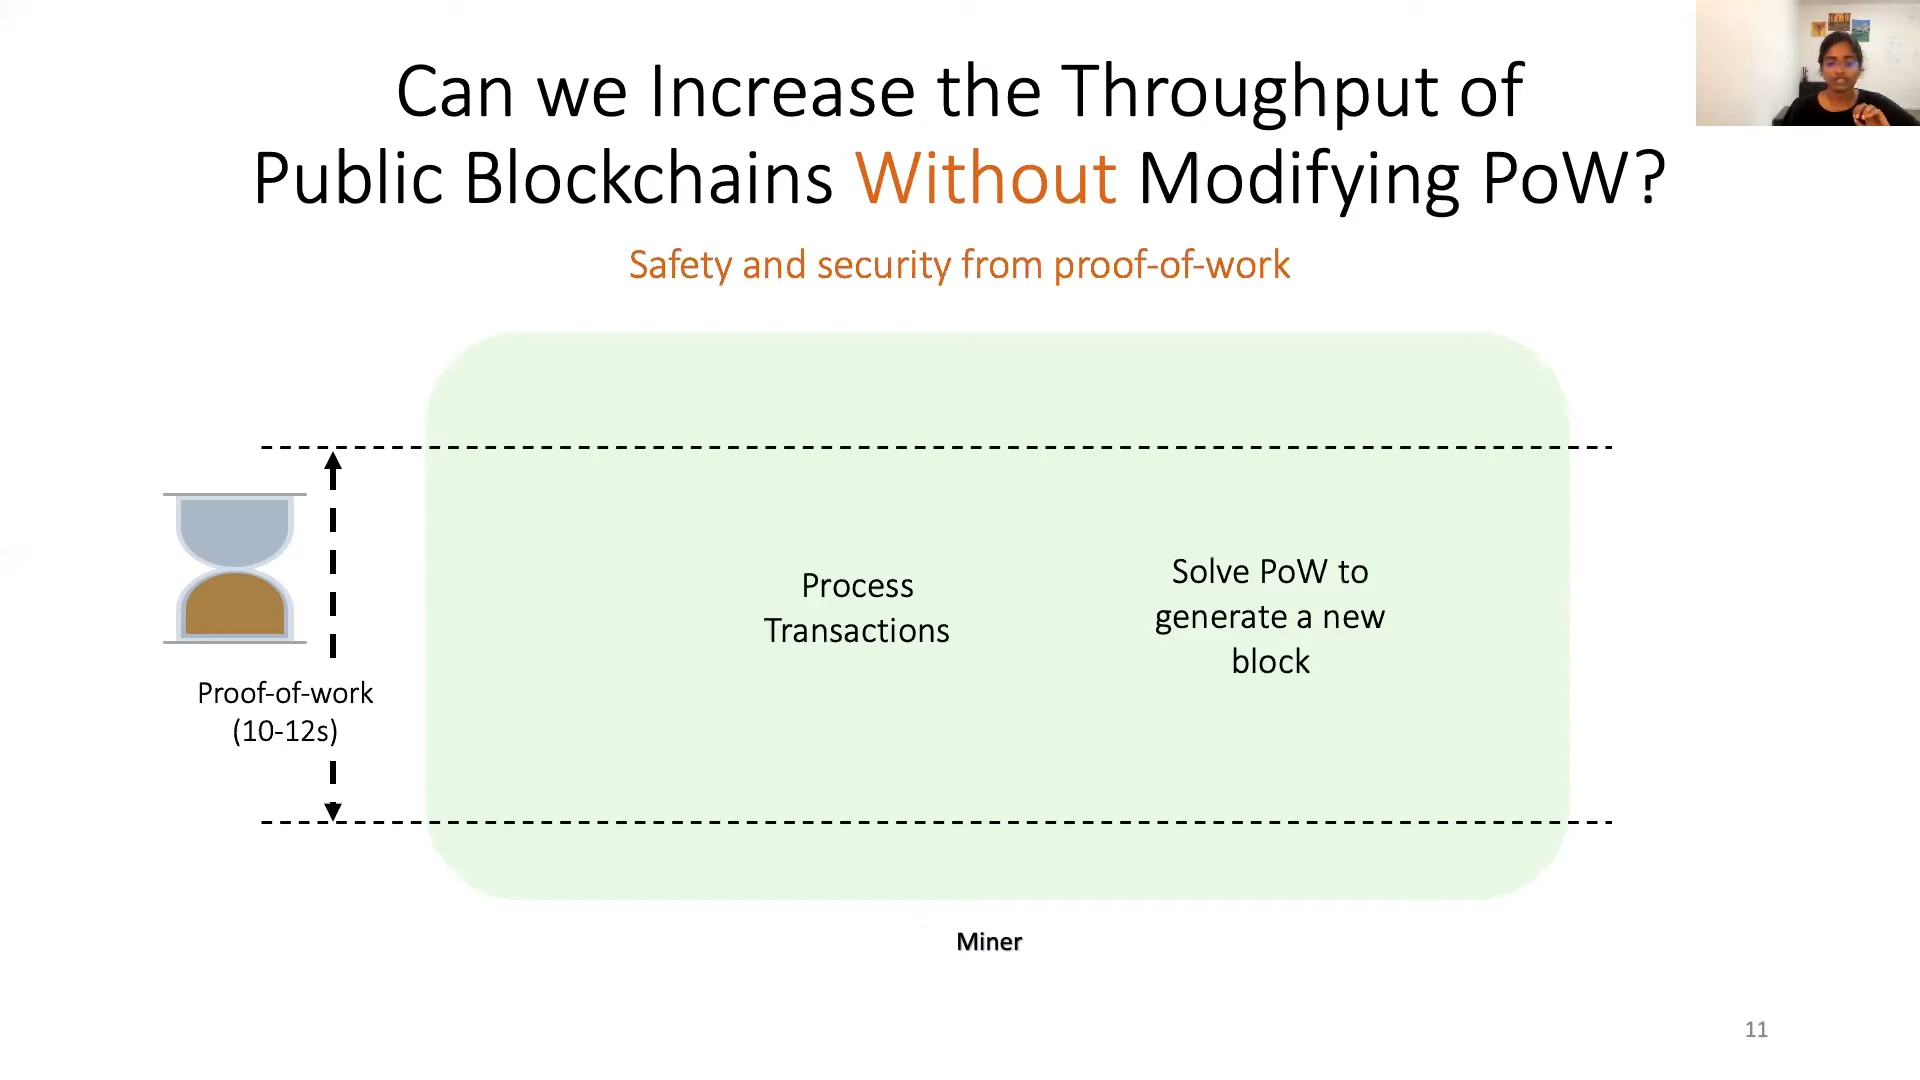 Can we Increase the Throughput of
Public Blockchains Without Modifying PoW?
Safety and security from proof-of-work
Process
Transactions
Solve PoW to
generate a new
block
Proof-of-work
(10-12s)
Miner
11